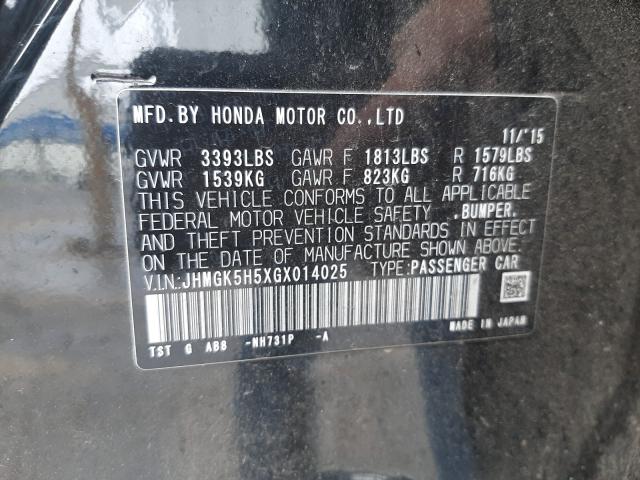 MFD.BY HONDA MOTOR CO.,LTD
11/'15
GVWR 3393LBS GAWR F 1813LBS R 1579LBS
GVWR 1539KG GAWR F 823KG R 716KG
THIS VEHICLE CONFORMS TO ALL APPLICABLE
FEDERAL MOTOR VEHICLE SAFETY ,BUMPER,
AND THEFT PREVENTION STANDARDS IN EFFECT
ON THE DATE OF MANUFACTURE SHOWN ABOVE.
V.I.N:JHMGK5H5XGX014025 TYPE:PASSENGER CAR
MADE IN JAPAN
TST G AB8 -NH731P -A